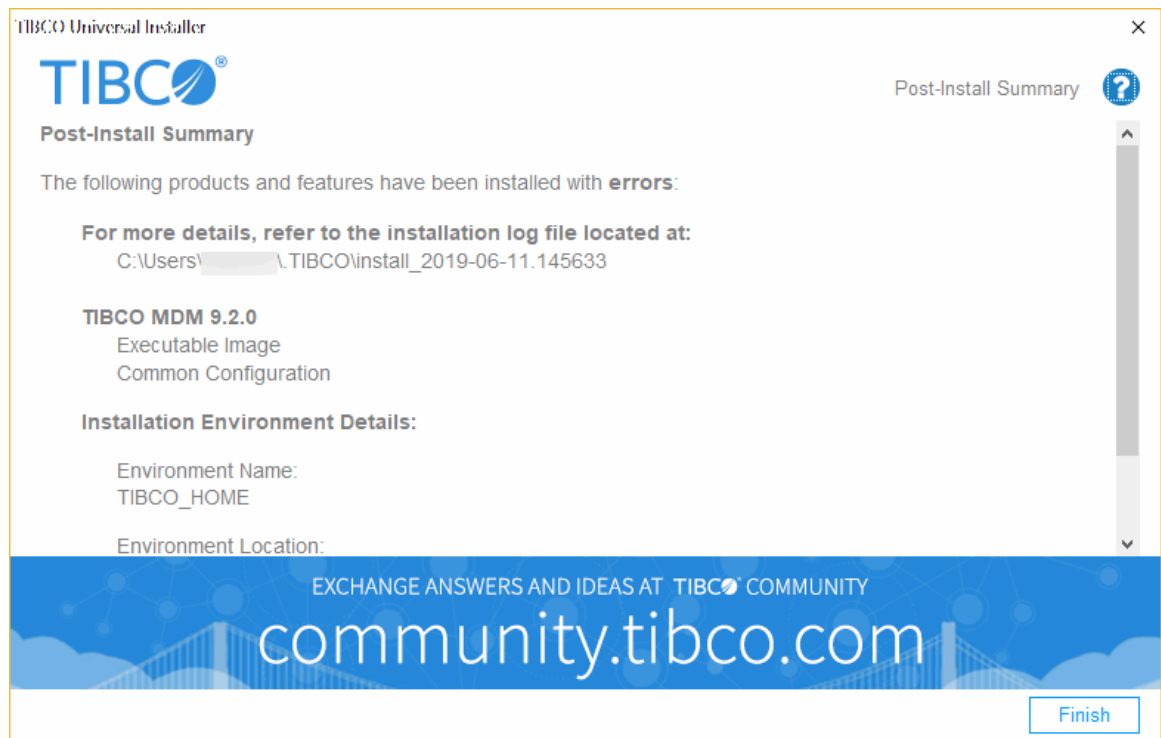 TIBCO Universal Installer
TIBCO®
Post-Install Summary
Post-Install Summary
The following products and features have been installed with errors:
For more details, refer to the installation log file located at:
C:\Users\ \.TIBCO\install_2019-06-11.145633
TIBCO MDM 9.2.0
Executable Image
Common Configuration
Installation Environment Details:
Environment Name:
TIBCO_HOME
Environment Location:
EXCHANGE ANSWERS AND IDEAS AT TIBCO COMMUNITY
community.tibco.com
Finish